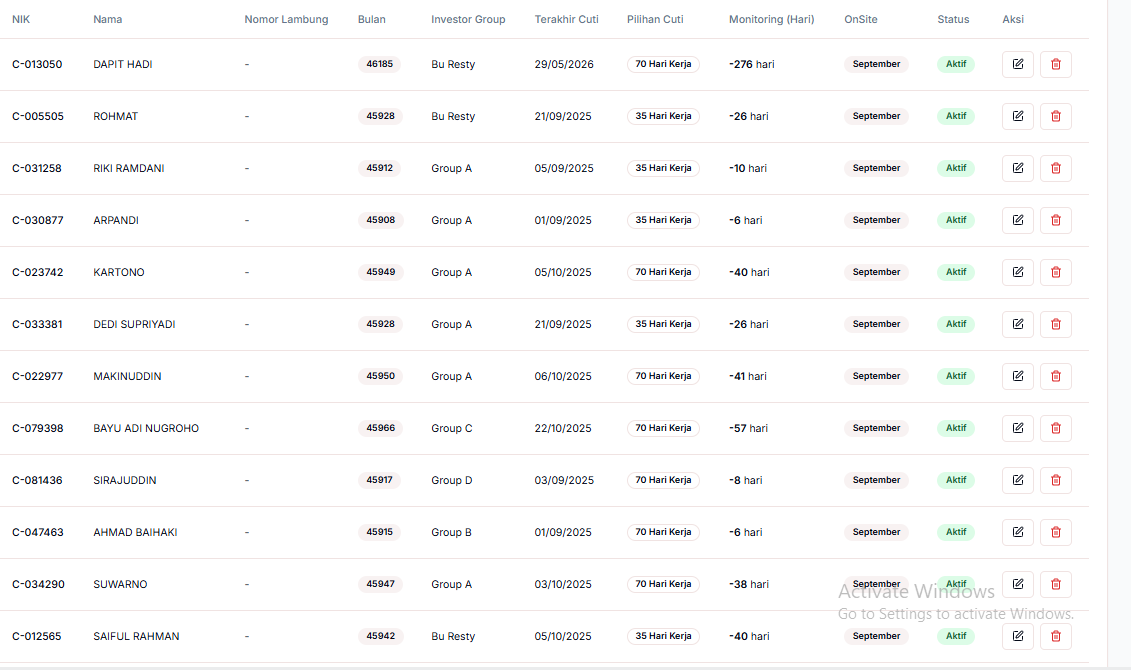 NIK Nama Nomor Lambung Bulan Investor Group Terakhir Cuti Pilihan Cuti Monitoring (Hari) OnSite Status Aksi
C-013050 DAPIT HADI - 46185 Bu Resty 29/05/2026 70 Hari Kerja -276 hari September Aktif
C-005505 ROHMAT - 45928 Bu Resty 21/09/2025 35 Hari Kerja -26 hari September Aktif
C-031258 RIKI RAMDANI - 45912 Group A 05/09/2025 35 Hari Kerja -10 hari September Aktif
C-030877 ARPANDI - 45908 Group A 01/09/2025 35 Hari Kerja -6 hari September Aktif
C-023742 KARTONO - 45949 Group A 05/10/2025 70 Hari Kerja -40 hari September Aktif
C-033381 DEDI SUPRIYADI - 45928 Group A 21/09/2025 35 Hari Kerja -26 hari September Aktif
C-022977 MAKINUDDIN - 45950 Group A 06/10/2025 70 Hari Kerja -41 hari September Aktif
C-079398 BAYU ADI NUGROHO - 45966 Group C 22/10/2025 70 Hari Kerja -57 hari September Aktif
C-081436 SIRAJUDDIN - 45917 Group D 03/09/2025 70 Hari Kerja -8 hari September Aktif
C-047463 AHMAD BAIHAKI - 45915 Group B 01/09/2025 70 Hari Kerja -6 hari September Aktif
C-034290 SUWARNO - 45947 Group A 03/10/2025 70 Hari Kerja -38 hari September Aktif
Activate Windows
Go to Settings to activate Windows.
C-012565 SAIFUL RAHMAN - 45942 Bu Resty 05/10/2025 35 Hari Kerja -40 hari September Aktif